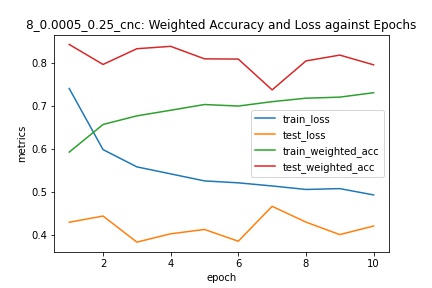 8_0.0005_0.25_cnc: Weighted Accuracy and Loss against Epochs
metrics
0.8
0.7
0.6
0.5
0.4
train_loss
test_loss
train_weighted_acc
test_weighted_acc
2 4 6 8 10
epoch